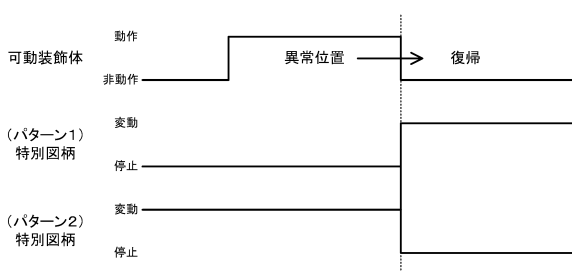 動作
可動装飾体
異常位置
復帰
非動作
変動
（パターン１）
特別図柄
停止
変動
（パターン２）
特別図柄
停止